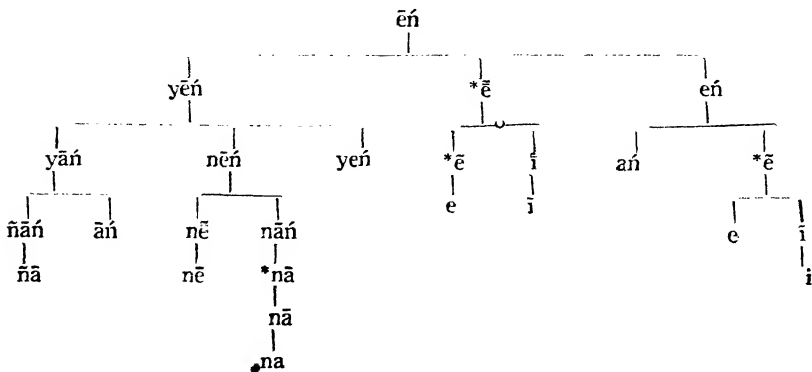 ēń
yēń *ē̃ eń
yāń nēń yeń *ẽ ĩ ań *ẽ
ñāń āń nē̃ nāń e ī e ĩ
ñā nē *nā̃ i
nā
na